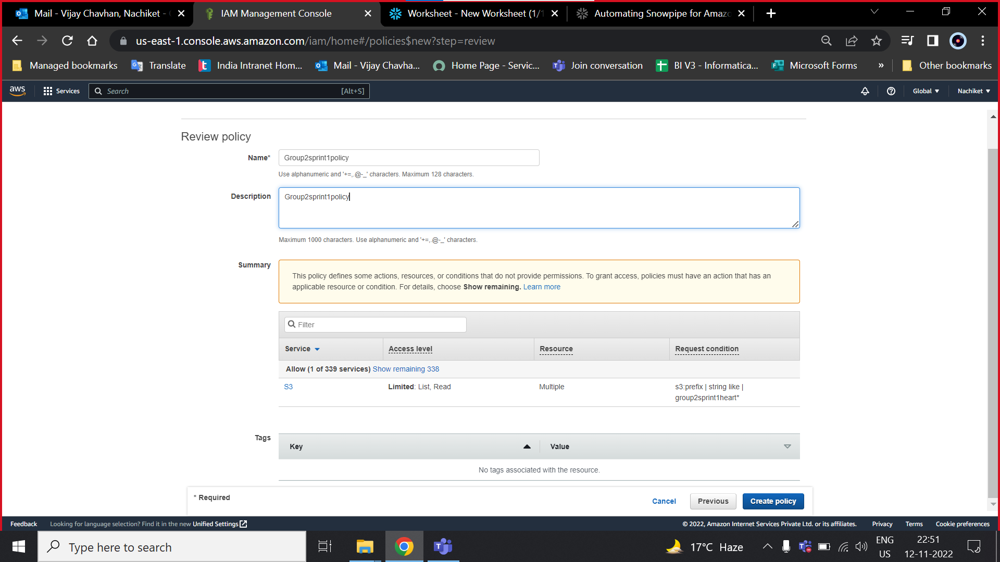 Mail - Vijay Chavhan, Nachiket -
IAM Management Console
Worksheet - New Worksheet (1/1
Automating Snowpipe for Amazo
us-east-1.console.aws.amazon.com/iam/home#/policies$new?step=review
Managed bookmarks
Translate
India Intranet Hom...
Mail - Vijay Chavha...
Home Page - Servic...
Join conversation
BI V3 - Informatica...
Microsoft Forms
»
Other bookmarks
aws
Services
Search
[Alt+S]
Global
Nachiket
Review policy
Name*
Group2sprint1policy
Use alphanumeric and '+=,.@-_' characters. Maximum 128 characters.
Description
Group2sprint1policy
Maximum 1000 characters. Use alphanumeric and '+=,.@-_' characters.
Summary
This policy defines some actions, resources, or conditions that do not provide permissions. To grant access, policies must have an action that has an
applicable resource or condition. For details, choose Show remaining. Learn more
Filter
Service
Access level
Resource
Request condition
Allow (1 of 339 services) Show remaining 338
S3
Limited: List, Read
Multiple
s3:prefix | string like |
group2sprint1heart*
Tags
Key
Value
No tags associated with the resource.
* Required
Cancel
Previous
Create policy
Feedback
Looking for language selection? Find it in the new Unified Settings
© 2022, Amazon Internet Services Private Ltd. or its affiliates.
Privacy
Terms
Cookie preferences
Type here to search
17°C Haze
ENG
US
22:51
12-11-2022